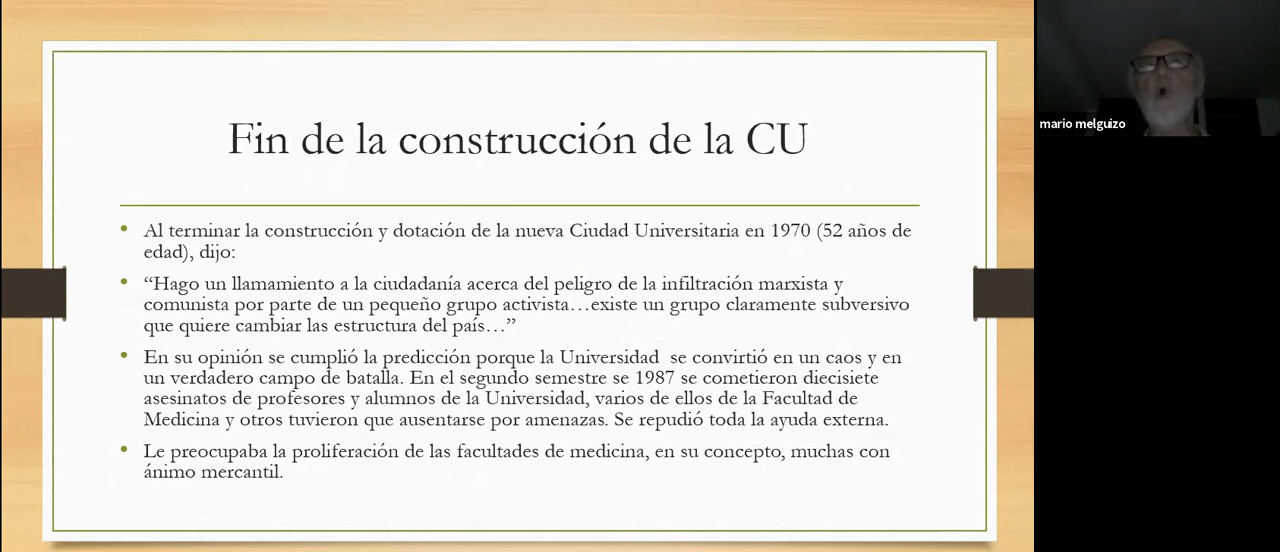 Fin de la construcción de la CU
• Al terminar la construcción y dotación de la nueva Ciudad Universitaria en 1970 (52 años de
edad), dijo:
• “Hago un llamamiento a la ciudadanía acerca del peligro de la infiltración marxista y
comunista por parte de un pequeño grupo activista…existe un grupo claramente subversivo
que quiere cambiar las estructura del país…”
• En su opinión se cumplió la predicción porque la Universidad  se convirtió en un caos y en
un verdadero campo de batalla. En el segundo semestre se 1987 se cometieron diecisiete
asesinatos de profesores y alumnos de la Universidad, varios de ellos de la Facultad de
Medicina y otros tuvieron que ausentarse por amenazas. Se repudió toda la ayuda externa.
• Le preocupaba la proliferación de las facultades de medicina, en su concepto, muchas con
ánimo mercantil.
mario melguizo